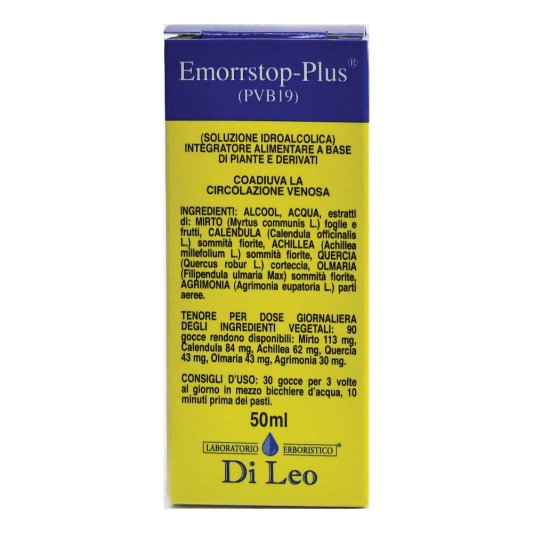 Emorrstop-Plus®
(PVB19)
(SOLUZIONE IDROALCOLICA)
INTEGRATORE ALIMENTARE A BASE
DI PIANTE E DERIVATI
COADIUVA LA
CIRCOLAZIONE VENOSA
INGREDIENTI: ALCOOL, ACQUA, estratti
di: MIRTO (Myrtus communis L.) foglie e
frutti, CALENDULA (Calendula officinalis
L.) sommità fiorite, ACHILLEA (Achillea
millefolium L.) sommità fiorite, QUERCIA
(Quercus robur L.) corteccia, OLMARIA
(Filipendula ulmaria Max) sommità fiorite,
AGRIMONIA (Agrimonia eupatoria L.) parti
aeree.
TENORE PER DOSE GIORNALIERA
DEGLI INGREDIENTI VEGETALI: 90
gocce rendono disponibili: Mirto 113 mg,
Calendula 84 mg, Achillea 62 mg, Quercia
43 mg, Olmaria 43 mg, Agrimonia 30 mg.
CONSIGLI D'USO: 30 gocce per 3 volte
al giorno in mezzo bicchiere d'acqua, 10
minuti prima dei pasti.
50ml
LABORATORIO ERBORISTICO®
Di Leo